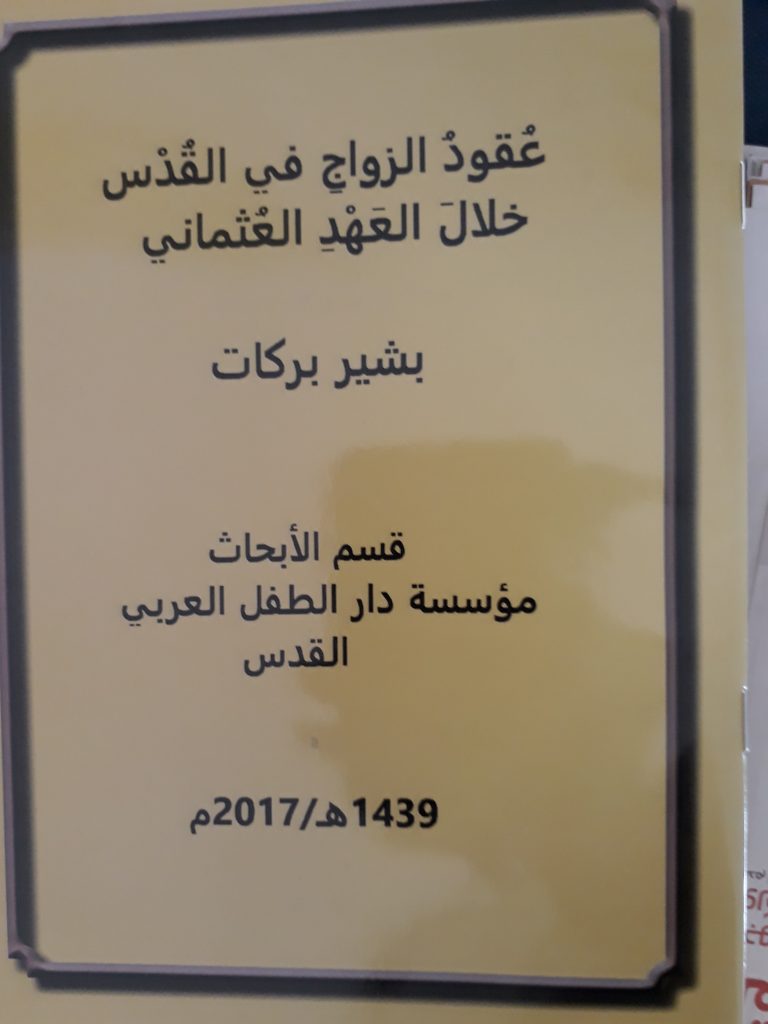 عُقودُ الزواجِ في القُدْس
خلالَ العَهْدِ العُثماني
بشير بركات
قسم الأبحاث
مؤسسة دار الطفل العربي
القدس
1439هـ/2017م